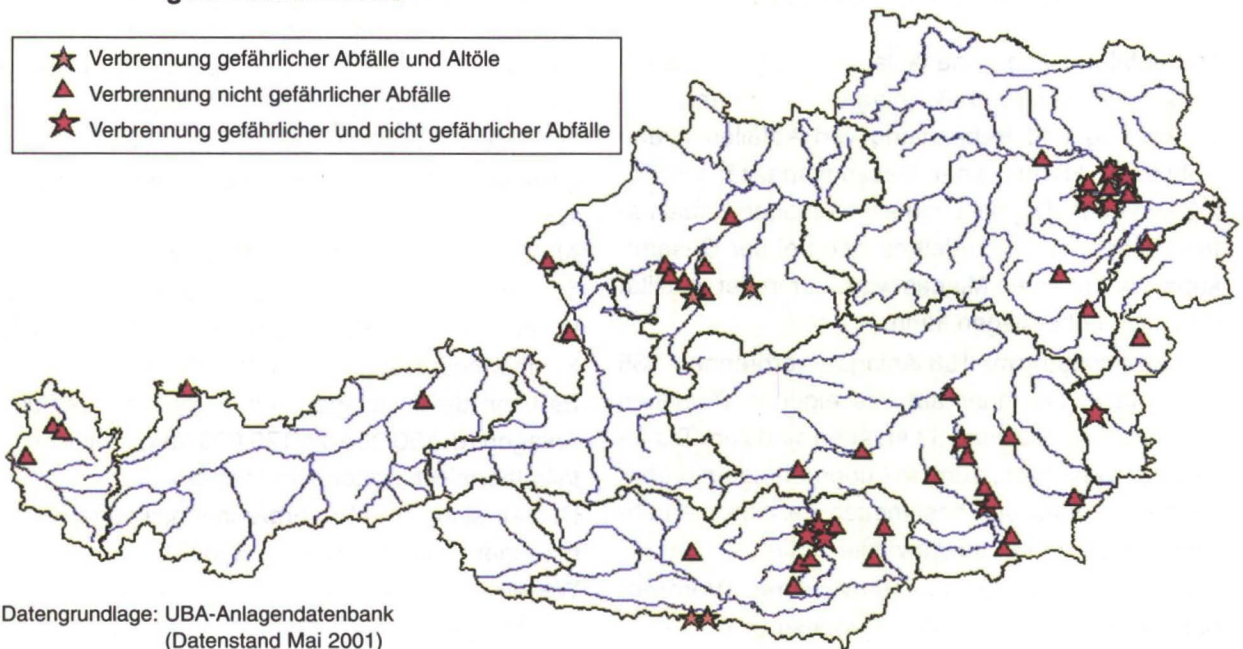 Verbrennung gefährlicher Abfälle und Altöle
Verbrennung nicht gefährlicher Abfälle
Verbrennung gefährlicher und nicht gefährlicher Abfälle
Datengrundlage: UBA-Anlagendatenbank
(Datenstand Mai 2001)